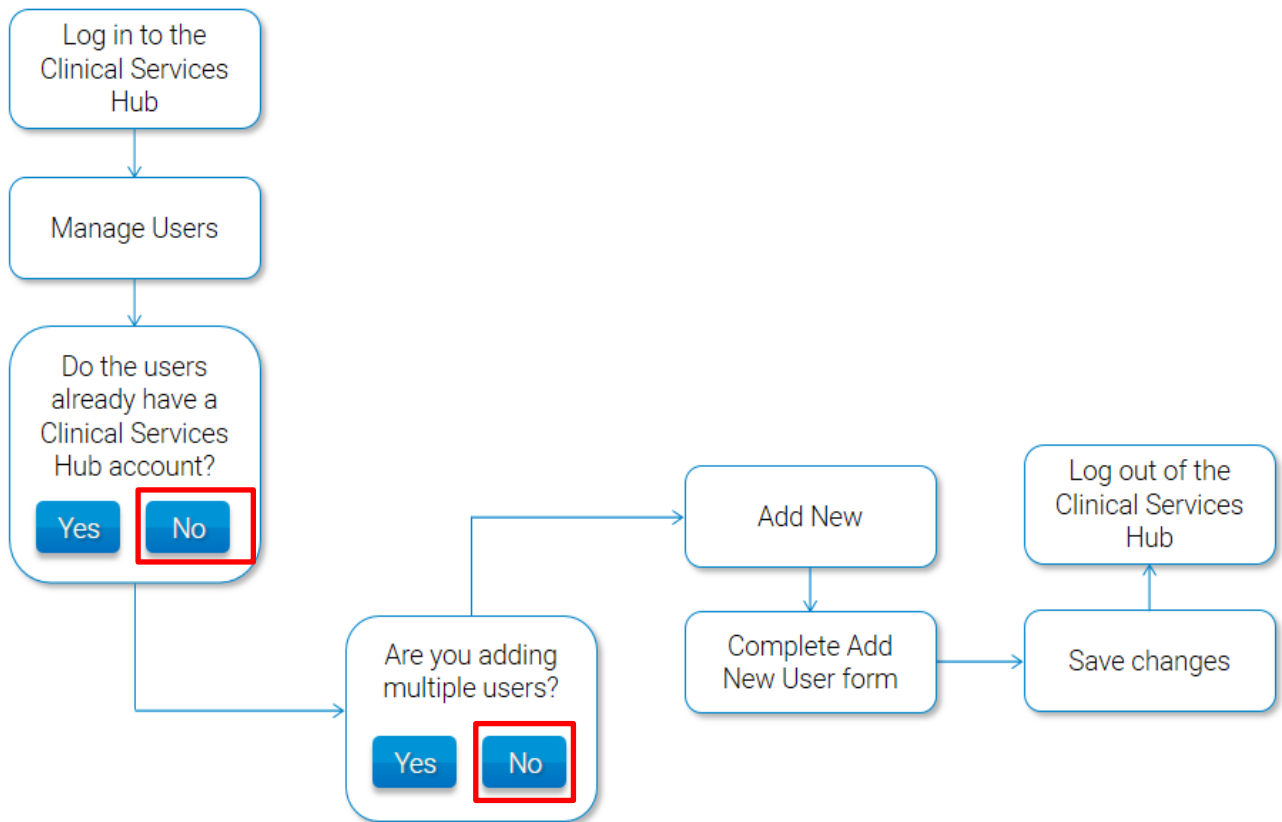 Log in to the
Clinical Services
Hub
Manage Users
Do the users
already have a
Clinical Services
Hub account?
Yes
No
Are you adding
multiple users?
Yes
No
Add New
Complete Add
New User form
Save changes
Log out of the
Clinical Services
Hub